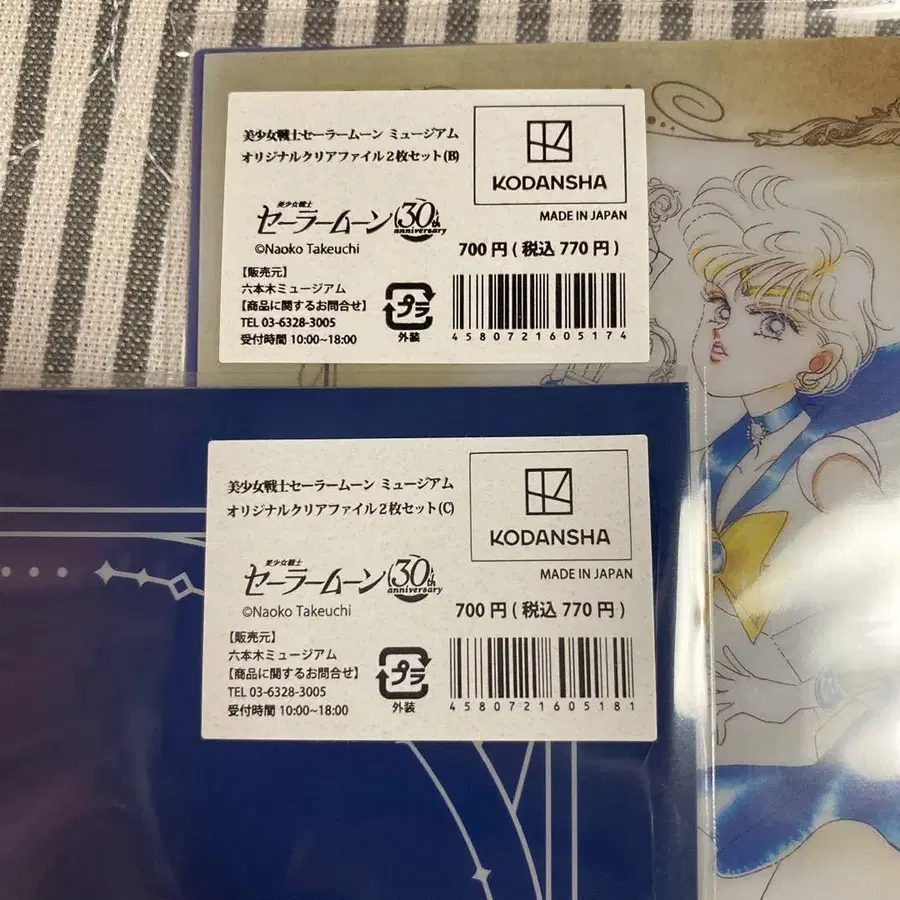 美少女戦士セーラームーン ミュージアム
オリジナルクリアファイル2枚セット(B)
KODANSHA
MADE IN JAPAN
美少女戦士
セーラームーン 30th
anniversary
©Naoko Takeuchi
700円(税込770円)
【販売元】
六本木ミュージアム
【商品に関するお問合せ】
TEL 03-6328-3005
受付時間 10:00~18:00
プラ
外装
4580721605174
美少女戦士セーラームーン ミュージアム
オリジナルクリアファイル2枚セット(C)
KODANSHA
MADE IN JAPAN
美少女戦士
セーラームーン 30th
anniversary
©Naoko Takeuchi
700円(税込770円)
【販売元】
六本木ミュージアム
【商品に関するお問合せ】
TEL 03-6328-3005
受付時間 10:00~18:00
プラ
外装
4580721605181